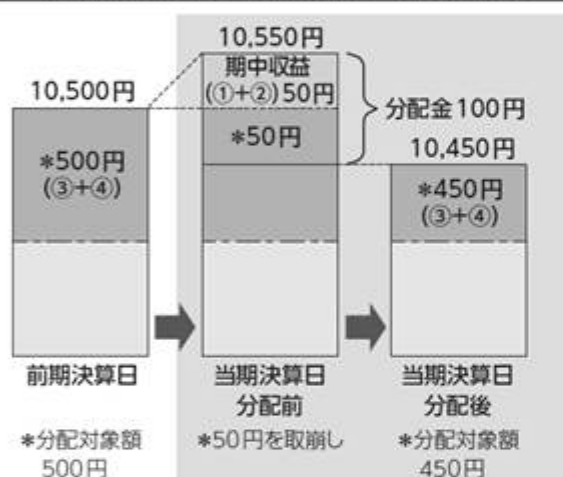 10,550円
期中収益
(①+②)50円
10,500円
分配金100円
*50円
10,450円
*500円
(③+④)
*450円
(③+④)
前期決算日
当期決算日
分配前
当期決算日
分配後
*分配対象額
500円
*50円を取崩し
*分配対象額
450円